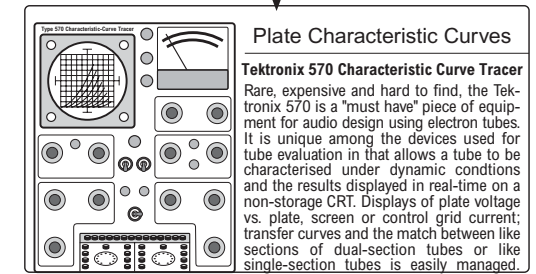 Type 570 Characteristic-Curve Tracer
Plate Characteristic Curves
Tektronix 570 Characteristic Curve Tracer
Rare, expensive and hard to find, the Tek-
tronix 570 is a "must have" piece of equip-
ment for audio design using electron tubes.
It is unique among the devices used for
tube evaluation in that allows a tube to be
characterised under dynamic condtions
and the results displayed in real-time on a
non-storage CRT. Displays of plate voltage
vs. plate, screen or control grid current;
transfer curves and the match between like
sections of dual-section tubes or like
single-section tubes is easily managed.